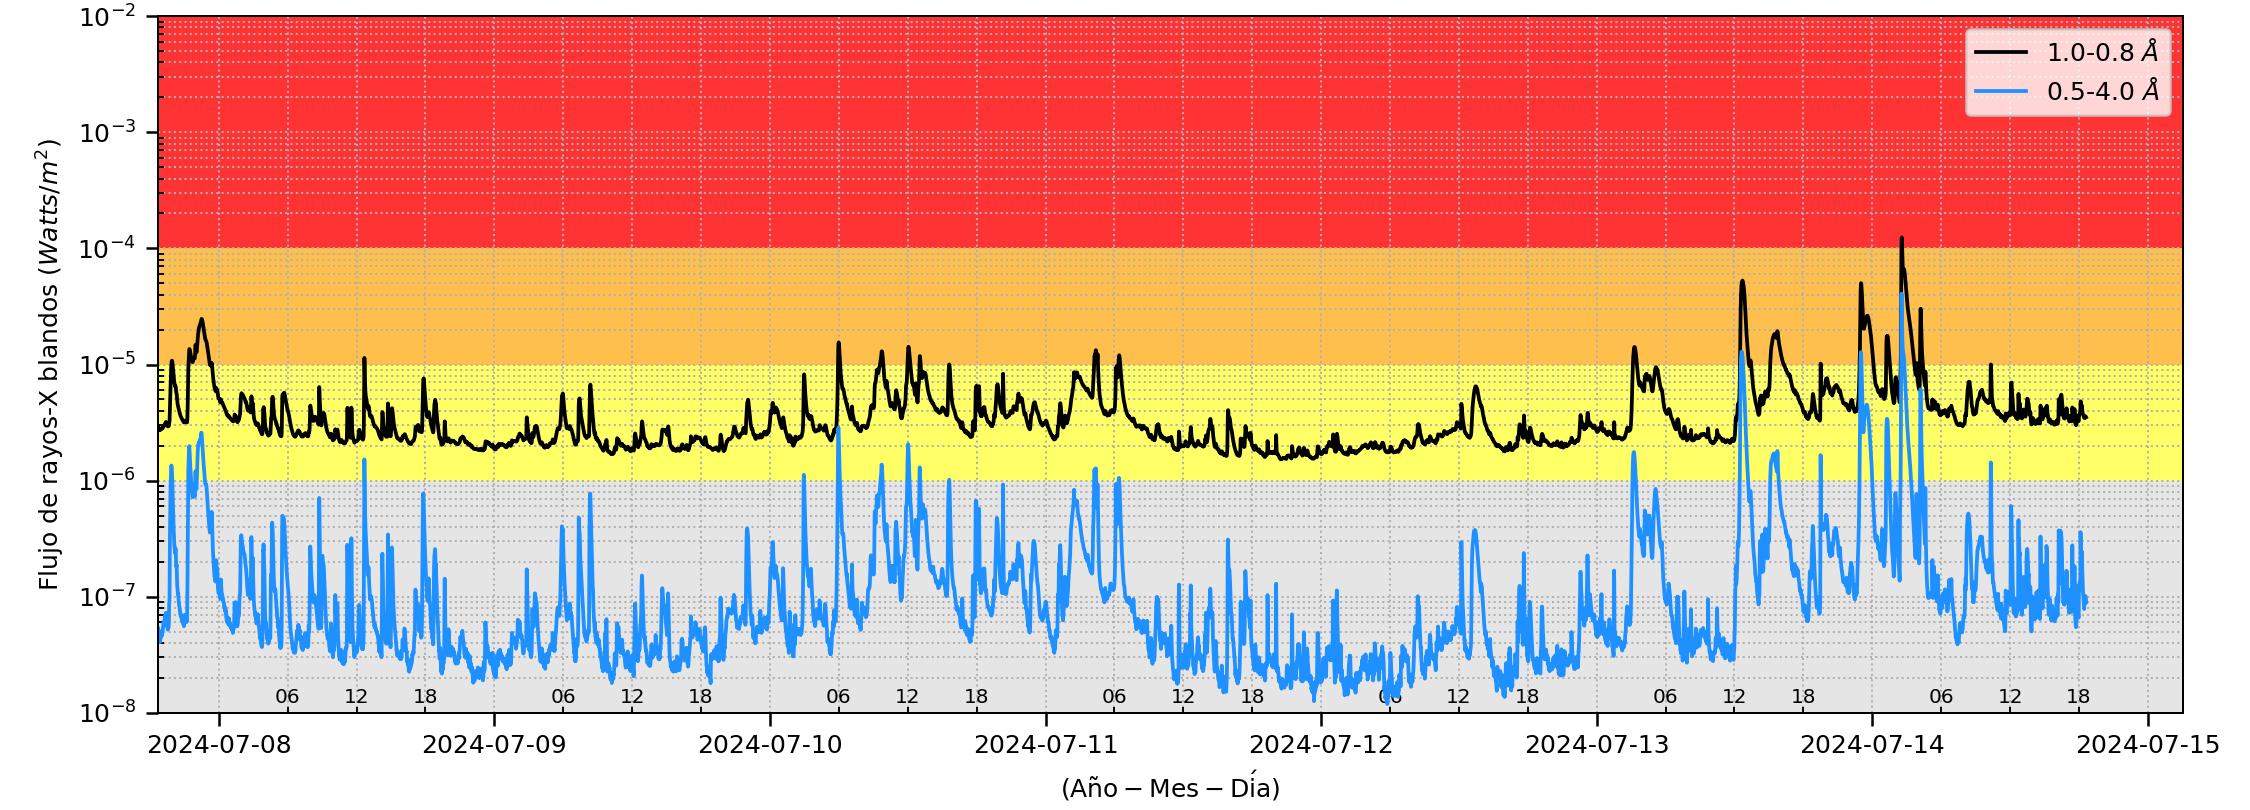 10⁻²
10⁻³
10⁻⁴
10⁻⁵
10⁻⁶
10⁻⁷
10⁻⁸
Flujo de rayos-X blandos (Watts/m²)
1.0-0.8 Å
0.5-4.0 Å
06 12 18 06 12 18 06 12 18 06 12 18 06 12 18 06 12 18 06 12 18
2024-07-08 2024-07-09 2024-07-10 2024-07-11 2024-07-12 2024-07-13 2024-07-14 2024-07-15
(Año − Mes − Día)